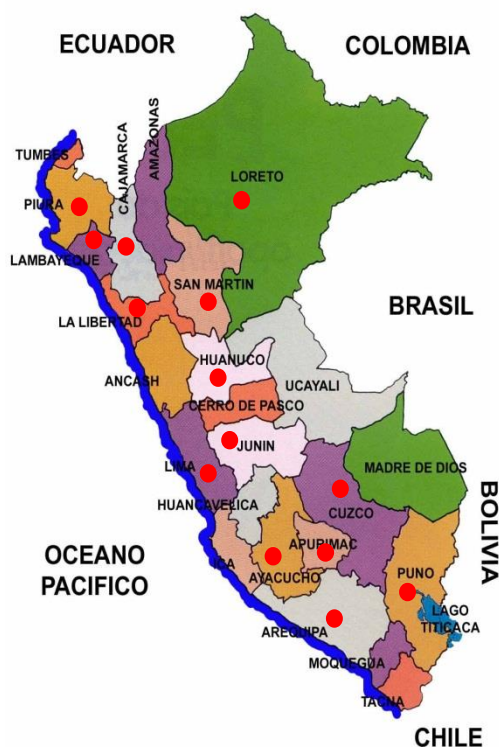 ECUADOR
COLOMBIA
TUMBES
CAJAMARCA
AMAZONAS
LORETO
PIURA
LAMBAYEQUE
SAN MARTIN
BRASIL
LA LIBERTAD
HUANUCO
ANCASH
UCAYALI
CERRO DE PASCO
JUNIN
LIMA
MADRE DE DIOS
HUANCAVELICA
CUZCO
BOLIVIA
OCEANO
PACIFICO
APURIMAC
ICA
AYACUCHO
PUNO
LAGO
TITICACA
AREQUIPA
MOQUEGUA
TACNA
CHILE